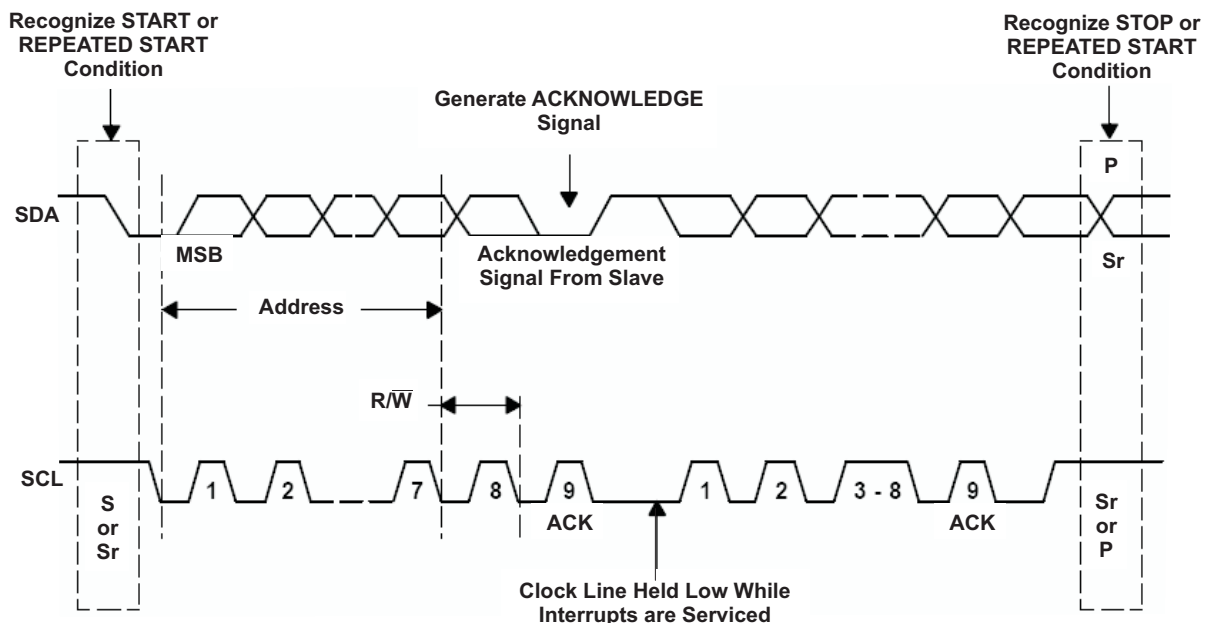 Recognize START or
REPEATED START
Condition
Recognize STOP or
REPEATED START
Condition
Generate ACKNOWLEDGE
Signal
P
SDA
MSB
Acknowledgement
Signal From Slave
Sr
Address
R/W̅
SCL
1
2
7
8
9
1
2
3 - 8
9
S
or
Sr
ACK
ACK
Sr
or
P
Clock Line Held Low While
Interrupts are Serviced